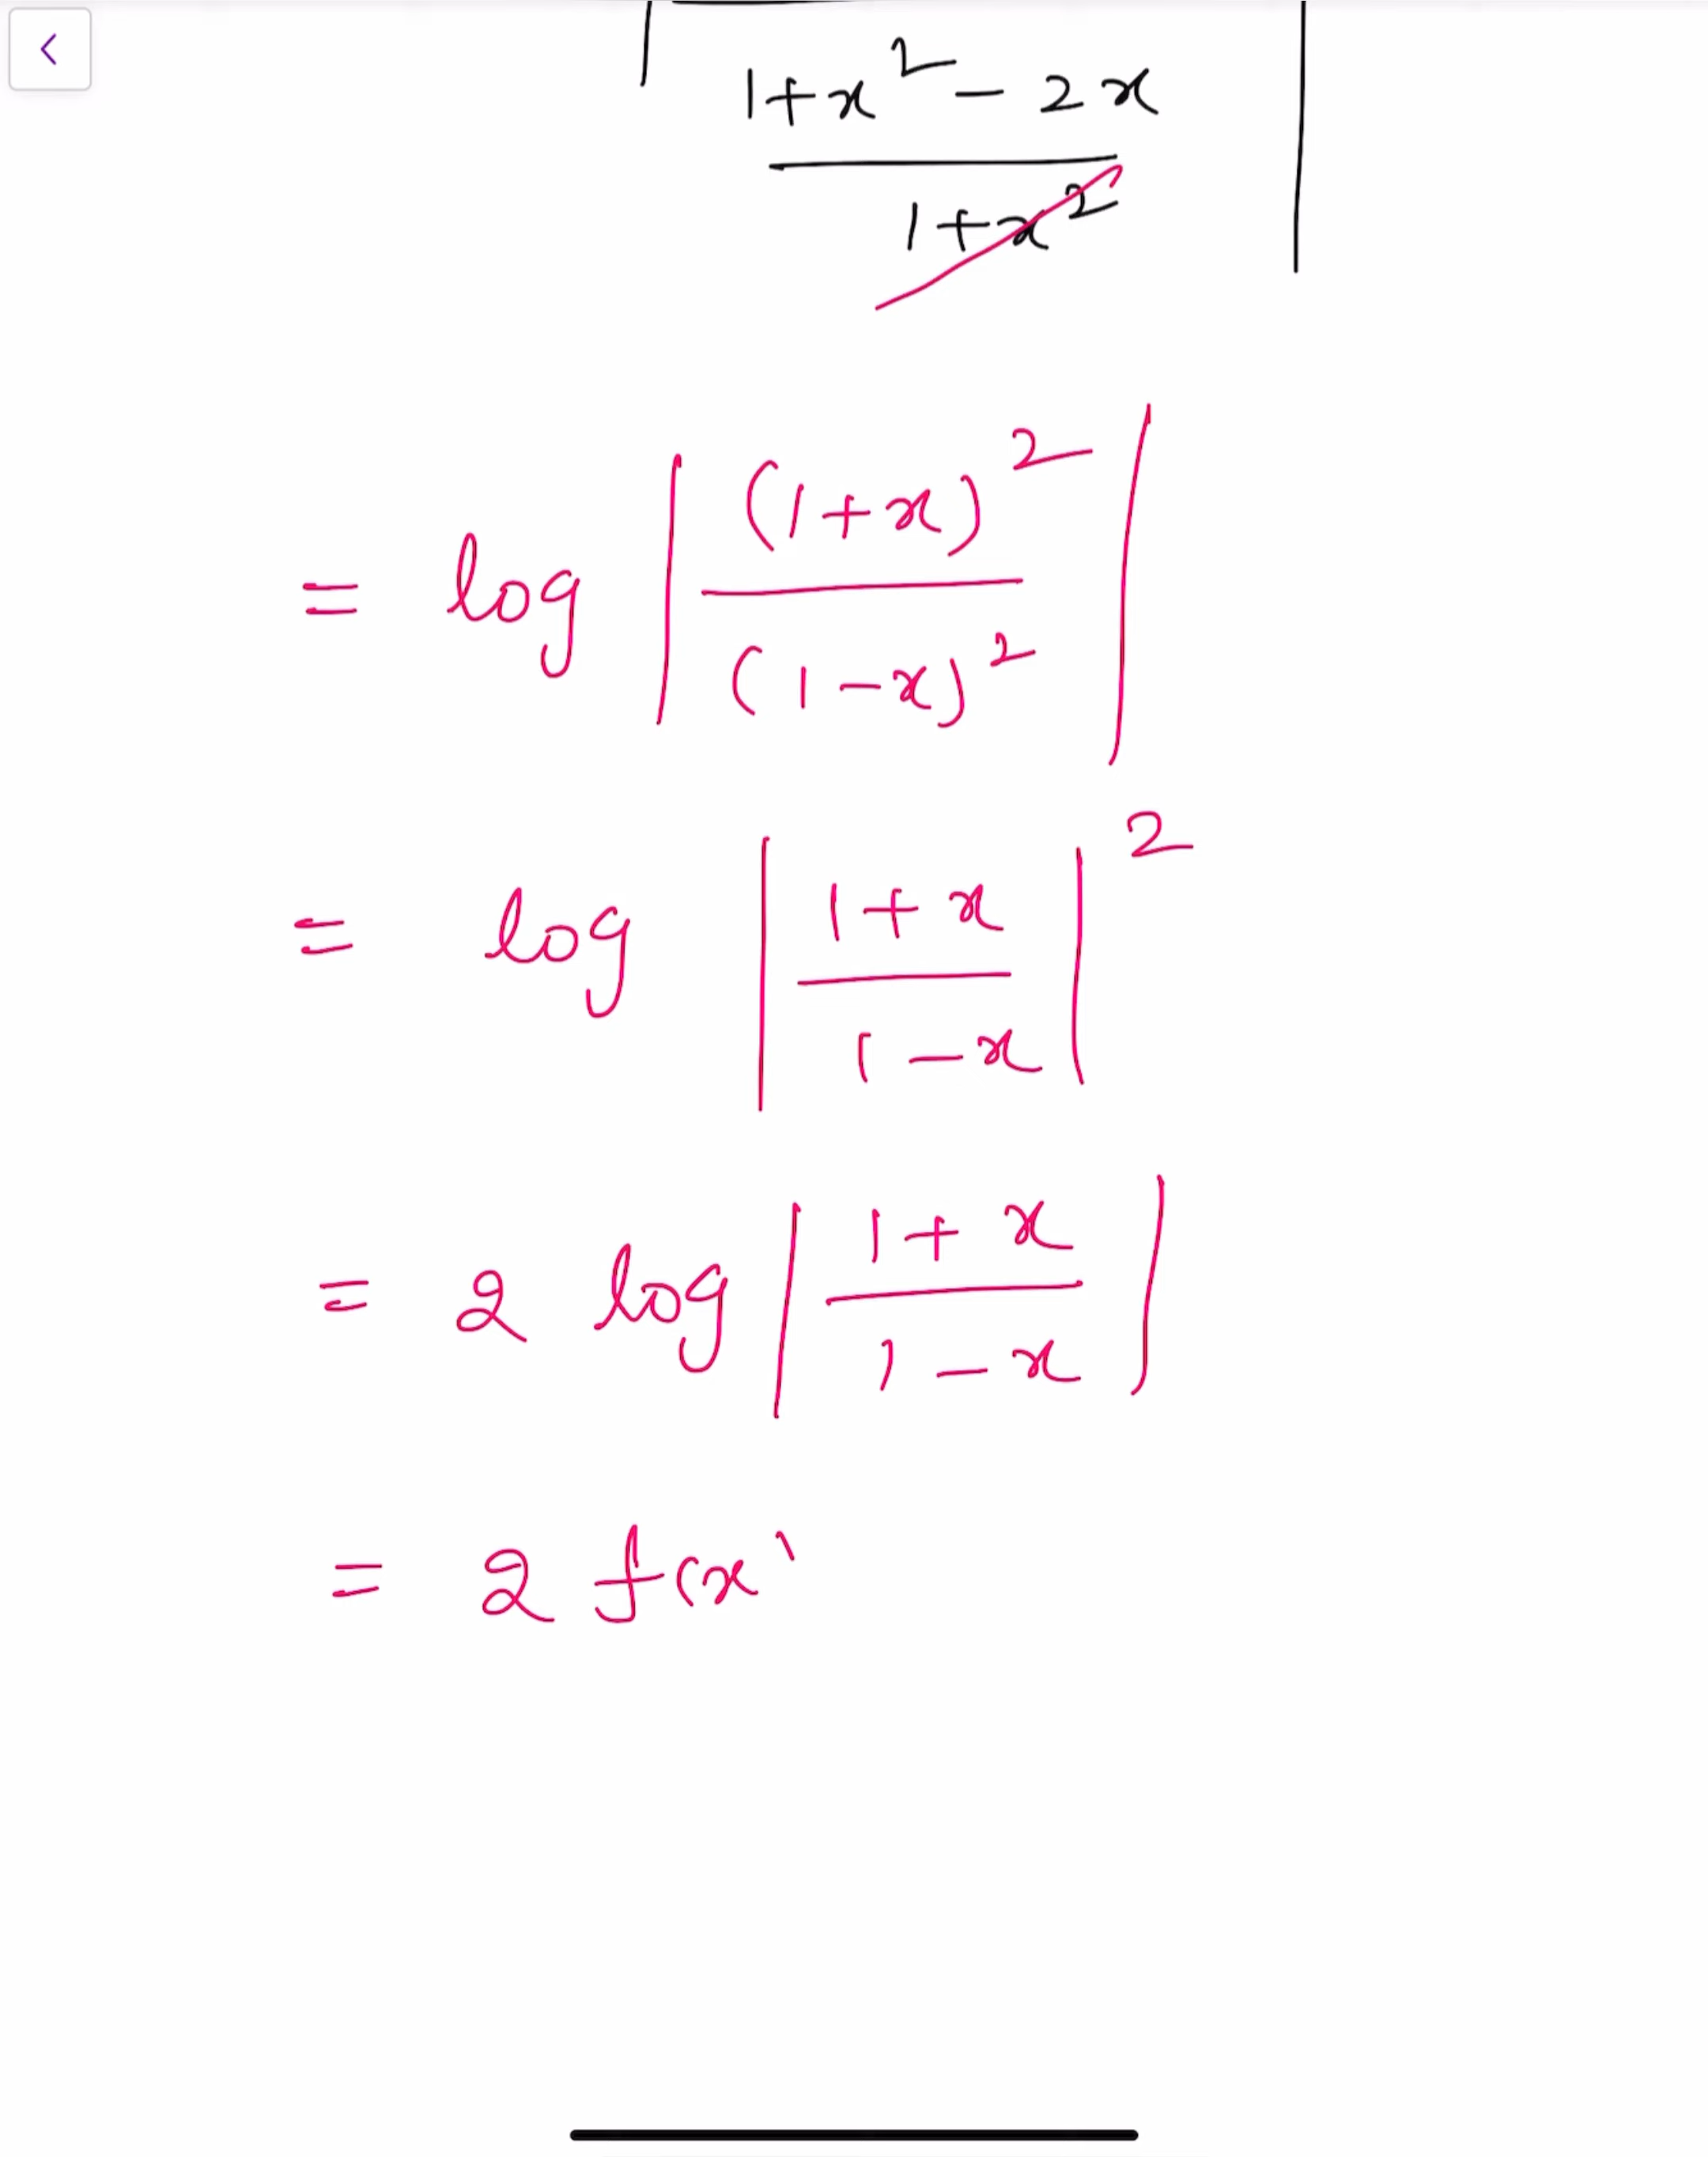 1+x² - 2x
1+x²
= log | (1+x)² / (1-x)² |
= log | 1+x / 1-x |²
= 2 log | 1+x / 1-x |
= 2 f(x)